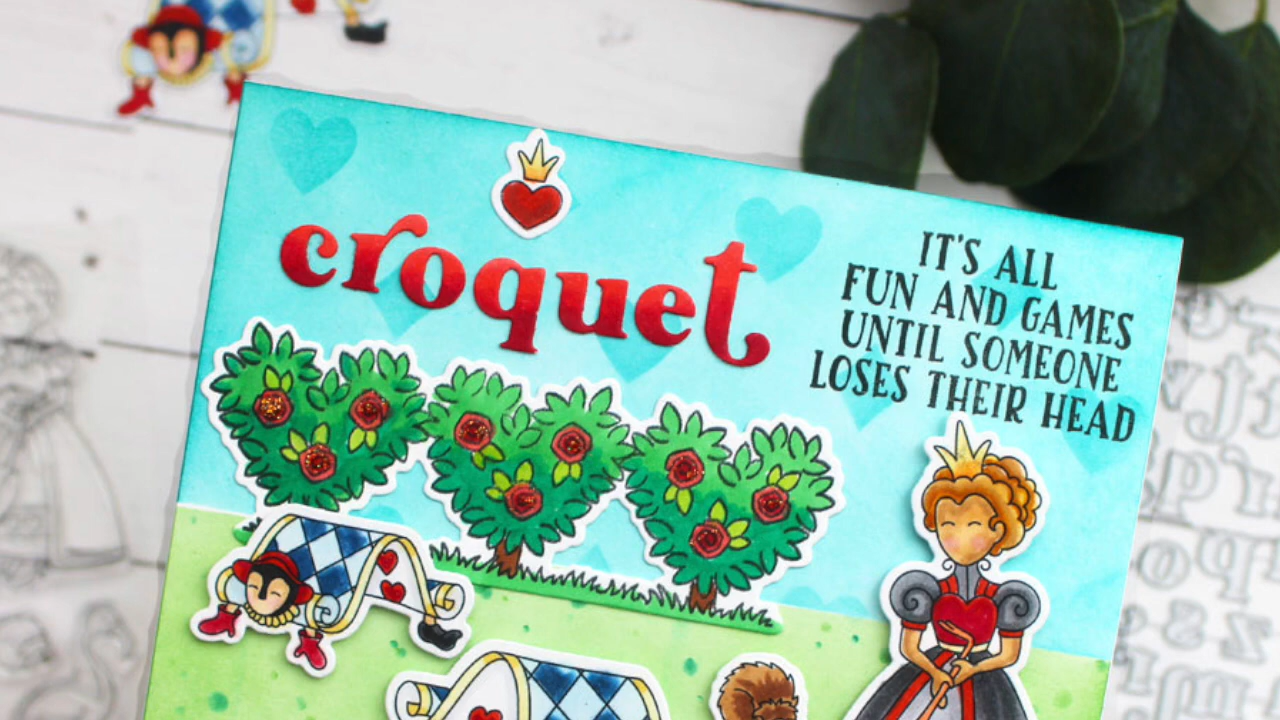 croquet
IT'S ALL
FUN AND GAMES
UNTIL SOMEONE
LOSES THEIR HEAD